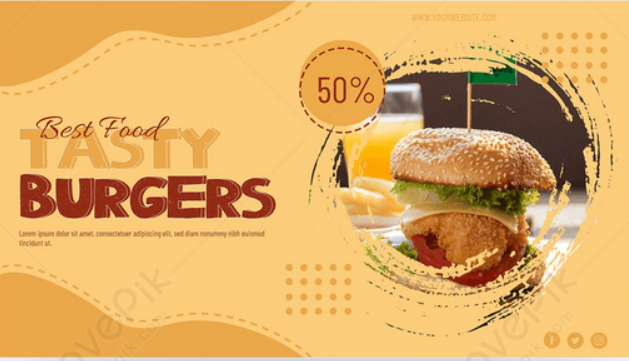 WWW.YOURWEBSITE.COM
50%
Best Food
TASTY
BURGERS
Lorem ipsum dolor sit amet, consectetuer adipiscing elit, sed diam nonummy nibh euismod
tincidunt ut.